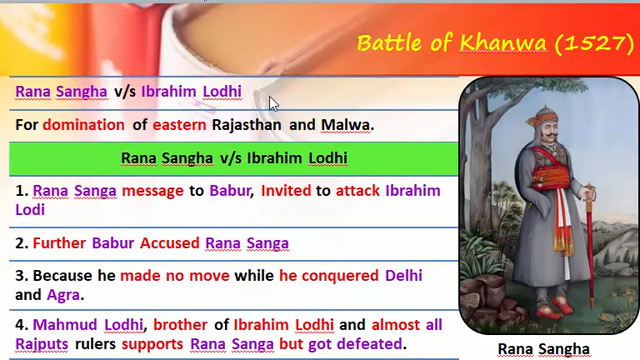 Battle of Khanwa (1527)
Rana Sangha v/s Ibrahim Lodhi
For domination of eastern Rajasthan and Malwa.
Rana Sangha v/s Ibrahim Lodhi
1. Rana Sanga message to Babur, Invited to attack Ibrahim
Lodi
2. Further Babur Accused Rana Sanga
3. Because he made no move while he conquered Delhi
and Agra.
4. Mahmud Lodhi, brother of Ibrahim Lodhi and almost all
Rajputs rulers supports Rana Sanga but got defeated.
Rana Sangha